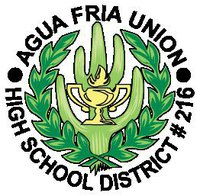 AGUA FRIA UNION
HIGH SCHOOL DISTRICT # 216